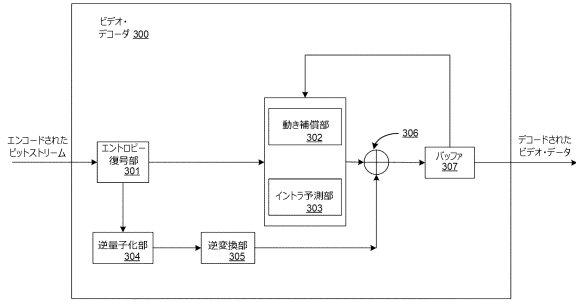 ビデオ・
デコーダ 300
エンコードされた
ビットストリーム
エントロピー
復号部
301
動き補償部
302
イントラ予測部
303
306
バッファ
307
デコードされた
ビデオ・データ
逆量子化部
304
逆変換部
305